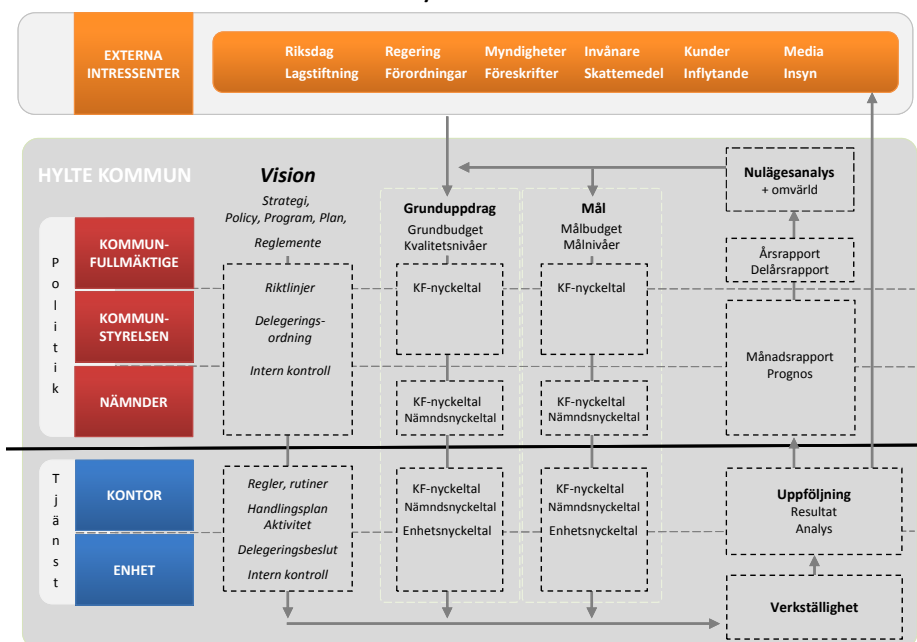 EXTERNA
INTRESSENTER
Riksdag Regering Myndigheter Invånare Kunder Media
Lagstiftning Förordningar Föreskrifter Skattemedel Inflytande Insyn
HYLTE KOMMUN
Vision
Strategi,
Policy, Program, Plan,
Reglemente
Grunduppdrag
Grundbudget
Kvalitetsnivåer
Mål
Målbudget
Målnivåer
Nulägesanalys
+ omvärld
Politik
KOMMUN-
FULLMÄKTIGE
KOMMUN-
STYRELSEN
NÄMNDER
Riktlinjer
Delegerings-
ordning
Intern kontroll
KF-nyckeltal
KF-nyckeltal
Årsrapport
Delårsrapport
Månadsrapport
Prognos
KF-nyckeltal
Nämndsnyckeltal
KF-nyckeltal
Nämndsnyckeltal
Tjänst
KONTOR
ENHET
Regler, rutiner
Handlingsplan
Aktivitet
Delegeringsbeslut
Intern kontroll
KF-nyckeltal
Nämndsnyckeltal
Enhetsnyckeltal
KF-nyckeltal
Nämndsnyckeltal
Enhetsnyckeltal
Uppföljning
Resultat
Analys
Verkställighet